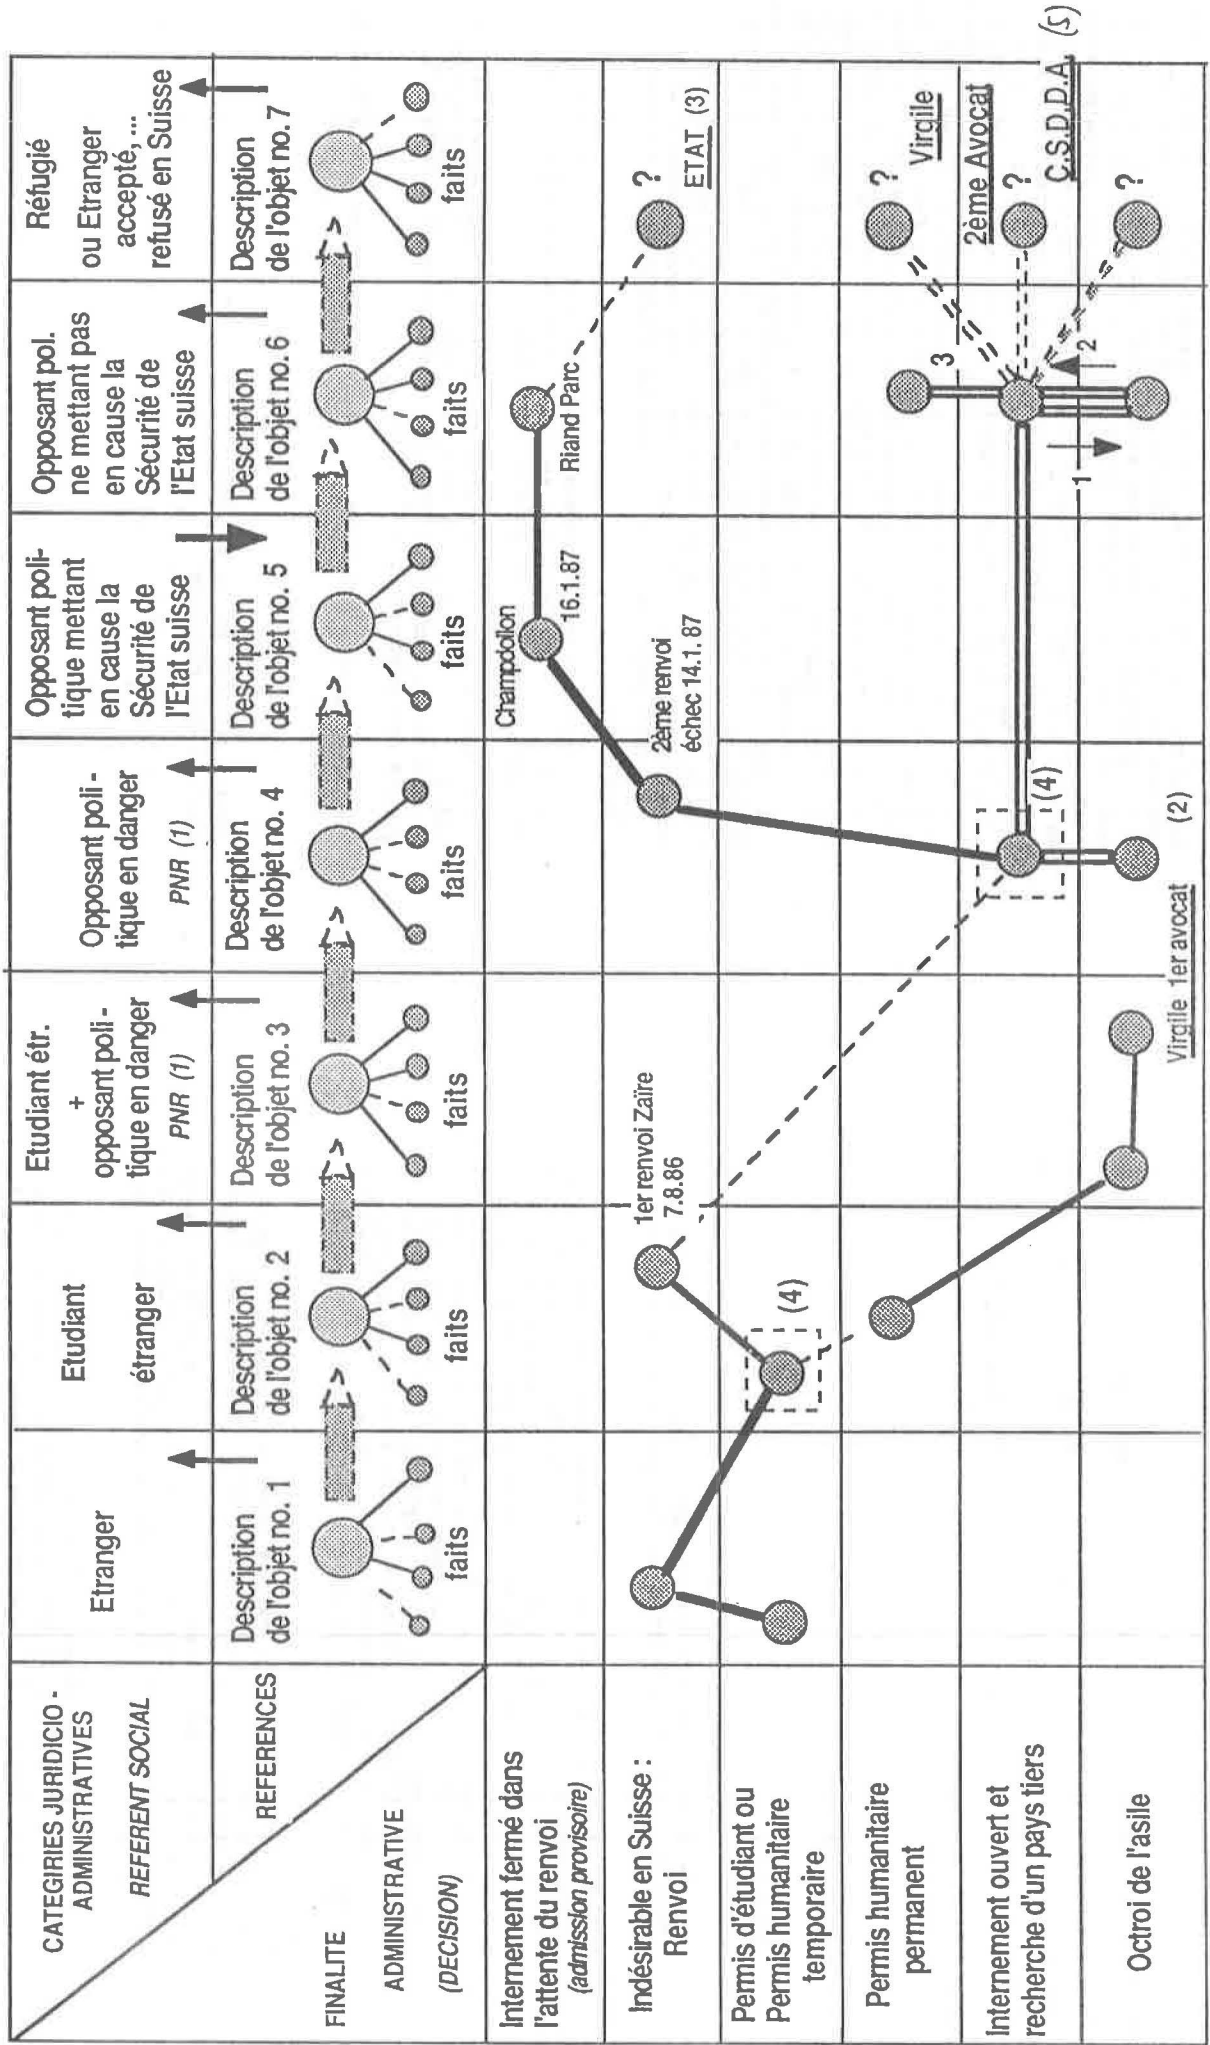 CATEGIRIES JURIDICIO -
ADMINISTRATIVES
REFERENT SOCIAL
Etranger
Etudiant
étranger
Etudiant étr.
+
opposant poli -
tique en danger
PNR (1)
Opposant poli -
tique en danger
PNR (1)
Opposant poli-
tique mettant
en cause la
Sécurité de
l'Etat suisse
Opposant pol.
ne mettant pas
en cause la
Sécurité de
l'Etat suisse
Réfugié
ou Etranger
accepté, ...
refusé en Suisse
REFERENCES
FINALITE
ADMINISTRATIVE
(DECISION)
Description
de l'objet no. 1
faits
Description
de l'objet no. 2
faits
Description
de l'objet no. 3
faits
Description
de l'objet no. 4
faits
Description
de l'objet no. 5
faits
Description
de l'objet no. 6
faits
Description
de l'objet no. 7
faits
Internement fermé dans
l'attente du renvoi
(admission provisoire)
Champdollon
16.1.87
Riand Parc
Indésirable en Suisse :
Renvoi
1er renvoi Zaïre
7.8.86
2ème renvoi
échec 14.1. 87
?
ETAT (3)
Permis d'étudiant ou
Permis humanitaire
temporaire
(4)
Permis humanitaire
permanent
3
?
Virgile
Internement ouvert et
recherche d'un pays tiers
(4)
2ème Avocat
?
C.S.D.D.A. (5)
1
2
Octroi de l'asile
Virgile 1er avocat
(2)
?